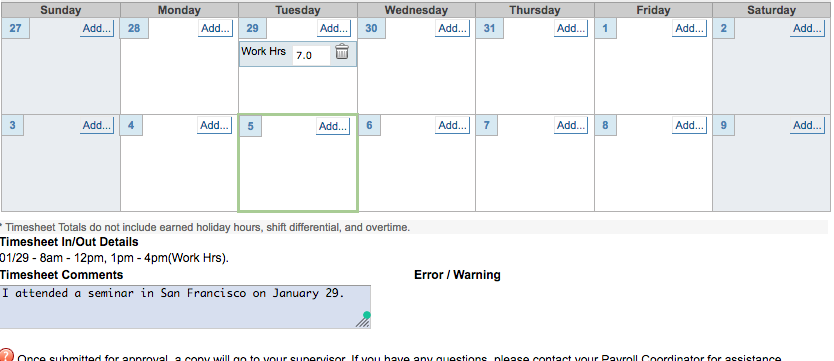 Sunday Monday Tuesday Wednesday Thursday Friday Saturday
27 Add... 28 Add... 29 Add... 30 Add... 31 Add... 1 Add... 2 Add...
Work Hrs 7.0
3 Add... 4 Add... 5 Add... 6 Add... 7 Add... 8 Add... 9 Add...
* Timesheet Totals do not include earned holiday hours, shift differential, and overtime.
Timesheet In/Out Details
01/29 - 8am - 12pm, 1pm - 4pm(Work Hrs).
Timesheet Comments Error / Warning
I attended a seminar in San Francisco on January 29.
? Once submitted for approval, a copy will go to your supervisor. If you have any questions, please contact your Payroll Coordinator for assistance